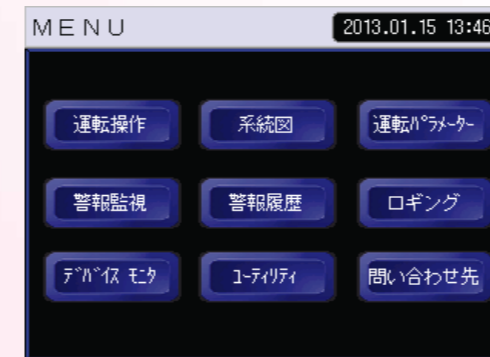 MENU 2013.01.15 13:46
運転操作 系統図 運転ﾊﾟﾗﾒｰﾀｰ
警報監視 警報履歴 ロギング
ﾃﾞﾊﾞｲｽ ﾓﾆﾀ ﾕｰﾃｨﾘﾃｨ 問い合わせ先